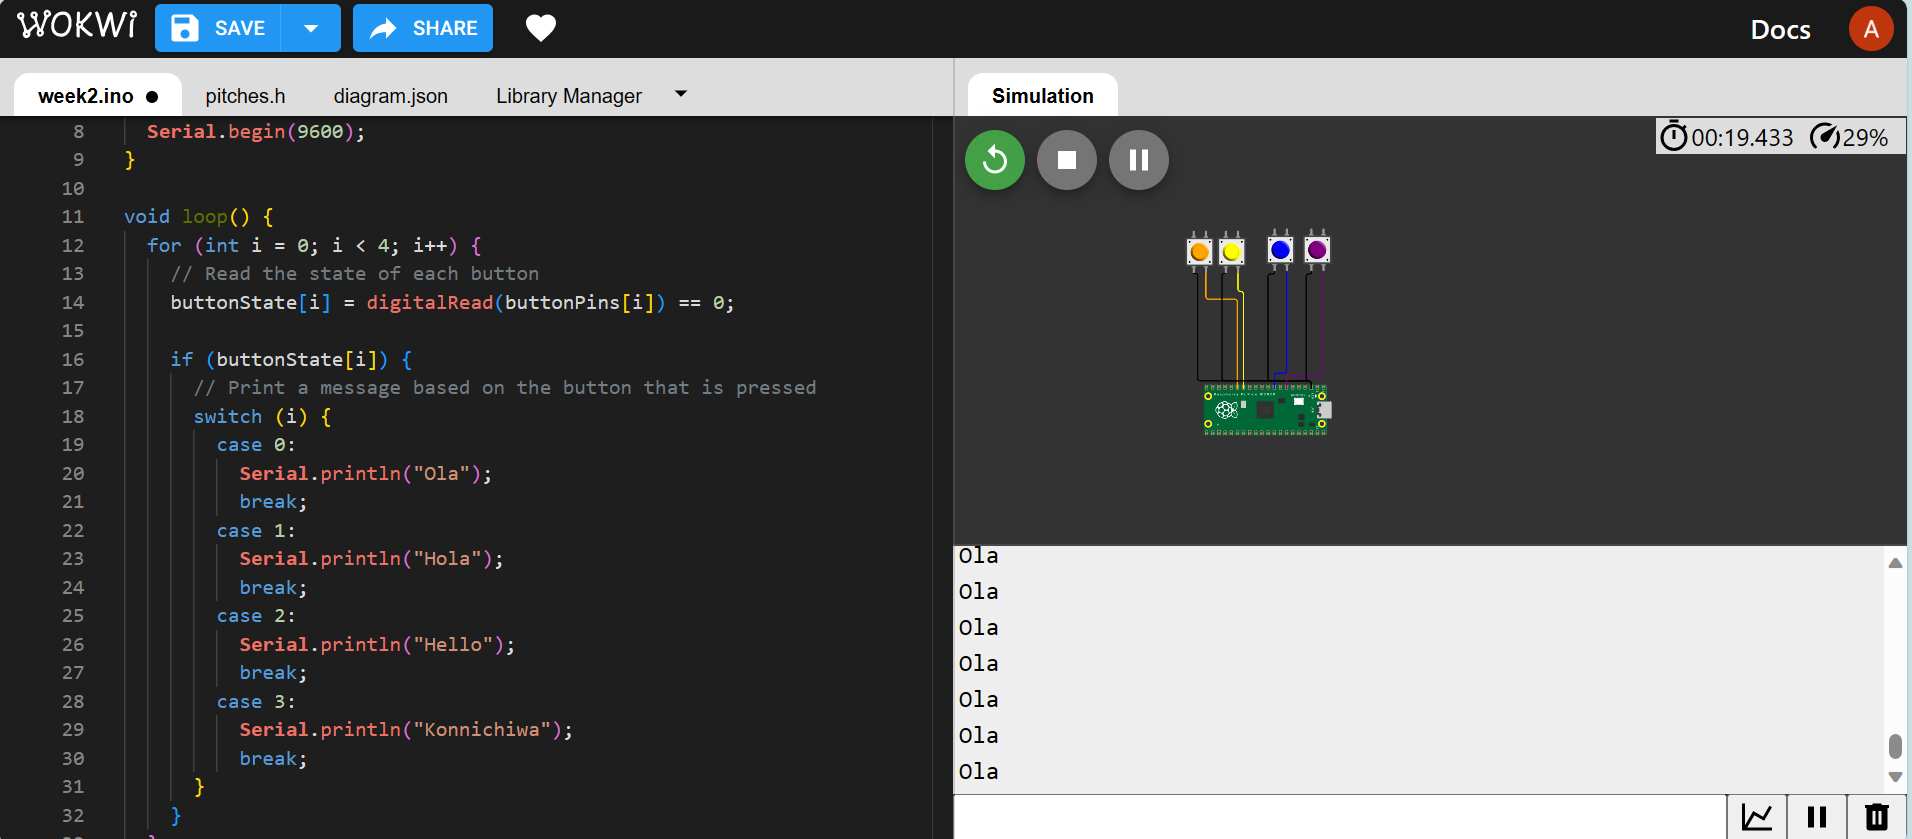 WOKWI SAVE SHARE Docs A
week2.ino pitches.h diagram.json Library Manager
Simulation
8 Serial.begin(9600);
9 }
10
11 void loop() {
12 for (int i = 0; i < 4; i++) {
13 // Read the state of each button
14 buttonState[i] = digitalRead(buttonPins[i]) == 0;
15
16 if (buttonState[i]) {
17 // Print a message based on the button that is pressed
18 switch (i) {
19 case 0:
20 Serial.println("Ola");
21 break;
22 case 1:
23 Serial.println("Hola");
24 break;
25 case 2:
26 Serial.println("Hello");
27 break;
28 case 3:
29 Serial.println("Konnichiwa");
30 break;
31 }
32 }
00:19.433 29%
Ola
Ola
Ola
Ola
Ola
Ola
Ola